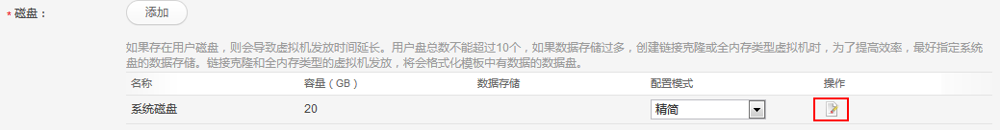 * 磁盘：
添加
如果存在用户磁盘，则会导致虚拟机发放时间延长。用户盘总数不能超过10个，如果数据存储过多，创建链接克隆或全内存类型虚拟机时，为了提高效率，最好指定系统
盘的数据存储。链接克隆和全内存类型的虚拟机发放，将会格式化模板中有数据的数据盘。
名称 容量（GB） 数据存储 配置模式 操作
系统磁盘 20 精简